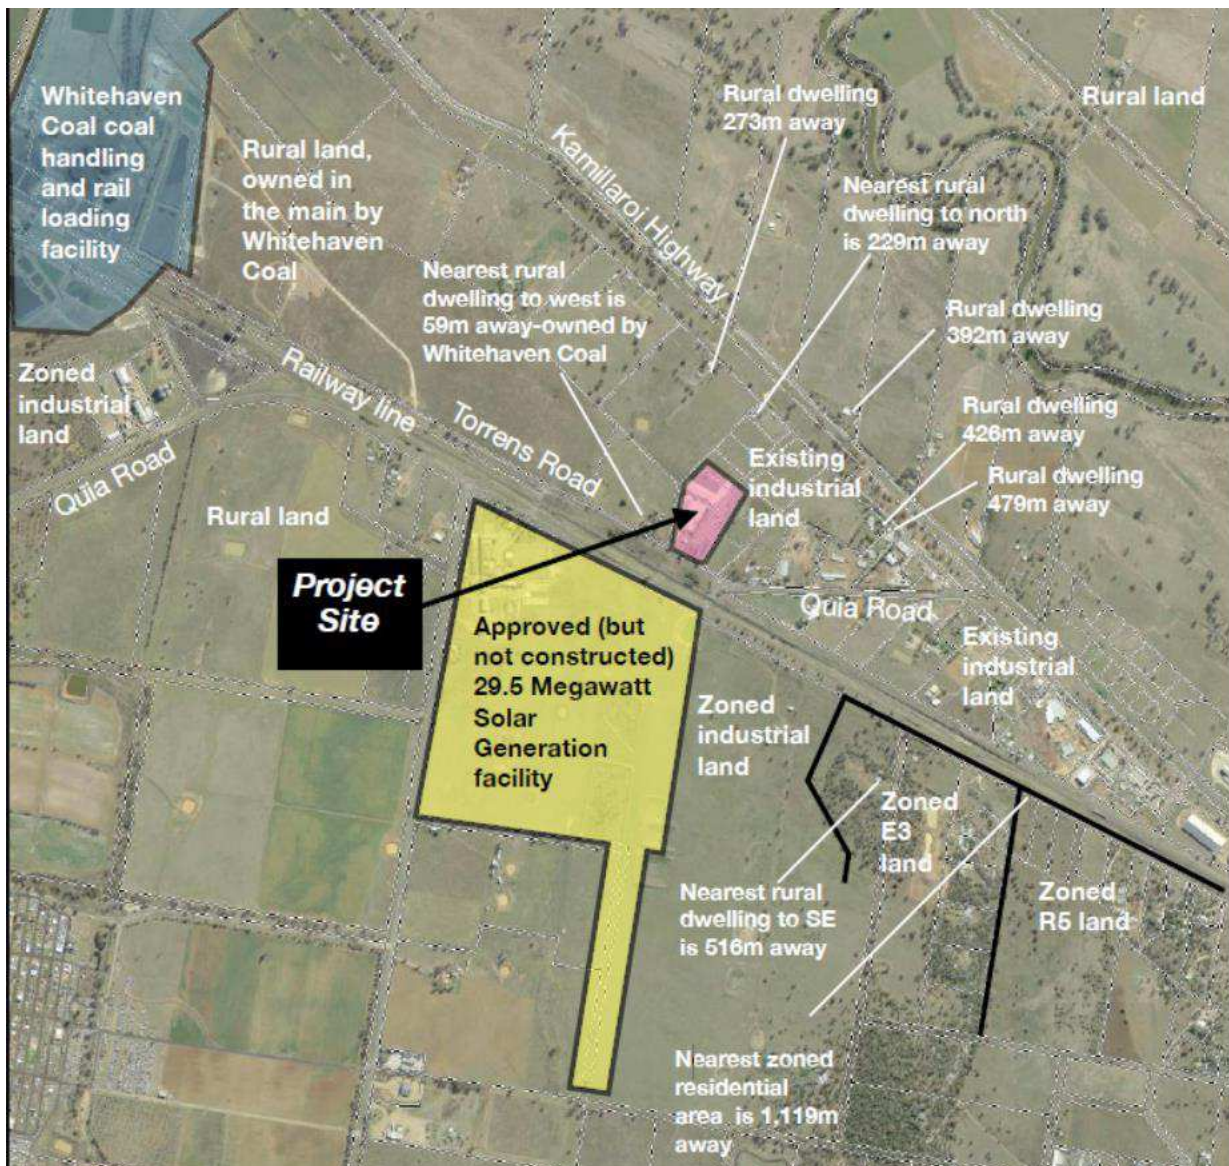 Whitehaven
Coal coal
handling
and rail
loading
facility
Rural land,
owned in
the main by
Whitehaven
Coal
Kamillaroi Highway
Rural dwelling
273m away
Rural land
Nearest rural
dwelling to north
is 229m away
Nearest rural
dwelling to west is
59m away-owned by
Whitehaven Coal
Rural dwelling
392m away
Zoned
industrial
land
Railway line
Torrens Road
Rural dwelling
426m away
Quia Road
Rural land
Existing
industrial
land
Rural dwelling
479m away
Project
Site
Quia Road
Approved (but
not constructed)
29.5 Megawatt
Solar
Generation
facility
Existing
industrial
land
Zoned
industrial
land
Zoned
E3
land
Nearest rural
dwelling to SE
is 516m away
Zoned
R5 land
Nearest zoned
residential
area is 1,119m
away